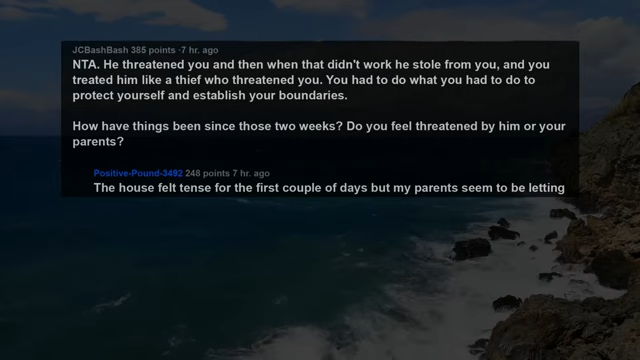 JCBashBash 385 points ·7 hr. ago
NTA. He threatened you and then when that didn't work he stole from you, and you
treated him like a thief who threatened you. You had to do what you had to do to
protect yourself and establish your boundaries.
How have things been since those two weeks? Do you feel threatened by him or your
parents?
Positive-Pound-3492 248 points 7 hr. ago
The house felt tense for the first couple of days but my parents seem to be letting